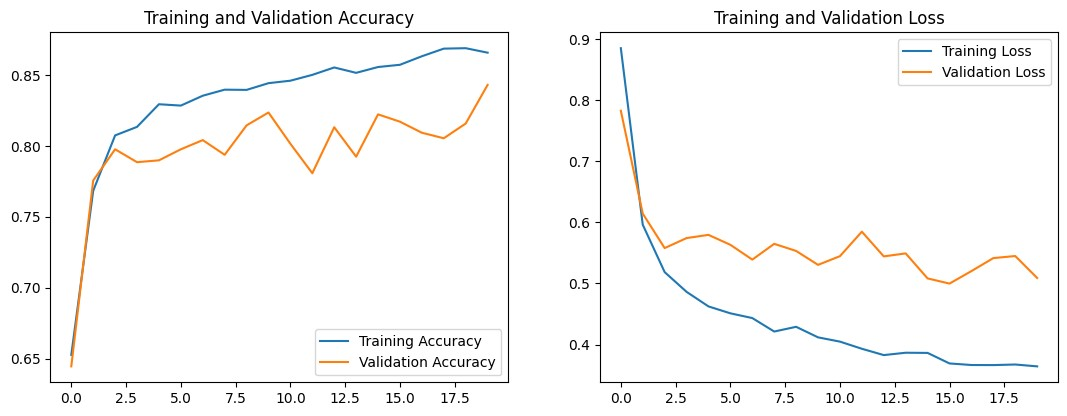 Training and Validation Accuracy
0.85
0.80
0.75
0.70
0.65
Training Accuracy
Validation Accuracy
0.0 2.5 5.0 7.5 10.0 12.5 15.0 17.5
Training and Validation Loss
0.9
0.8
0.7
0.6
0.5
0.4
Training Loss
Validation Loss
0.0 2.5 5.0 7.5 10.0 12.5 15.0 17.5